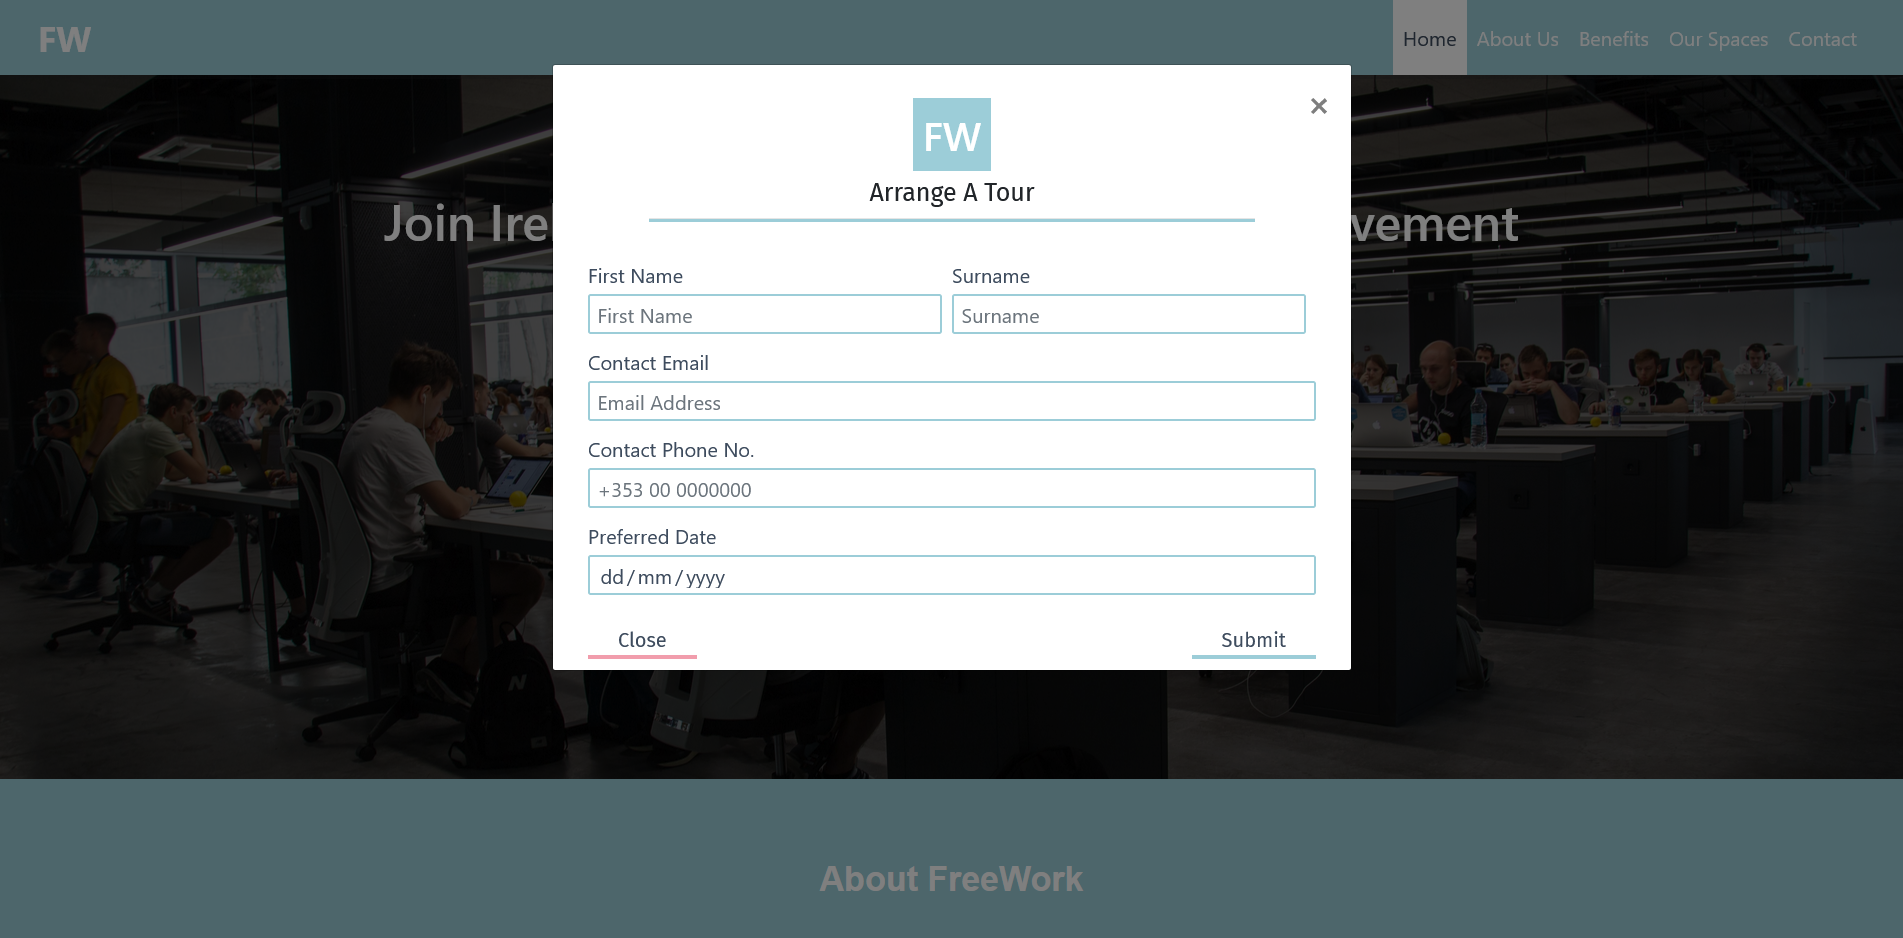 FW
Home About Us Benefits Our Spaces Contact
×
FW
Arrange A Tour
Join Ire vement
First Name Surname
First Name Surname
Contact Email
Email Address
Contact Phone No.
+353 00 0000000
Preferred Date
dd/mm/yyyy
Close Submit
N
About FreeWork